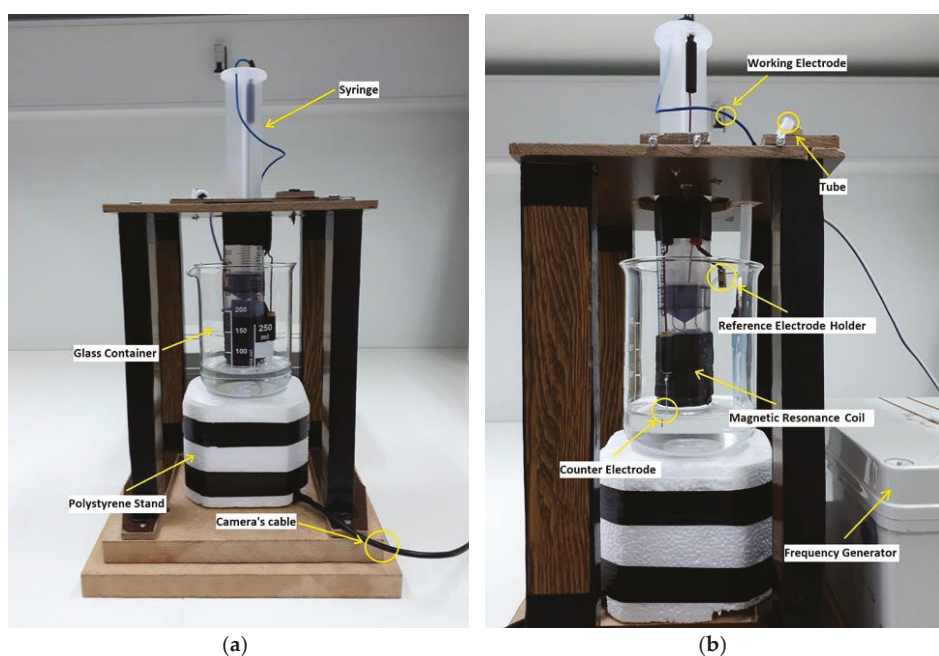 Syringe
200
150
250
ml
100
Glass Container
Polystyrene Stand
Camera's cable
(a)
Working Electrode
Tube
Reference Electrode Holder
Magnetic Resonance Coil
Counter Electrode
Frequency Generator
(b)